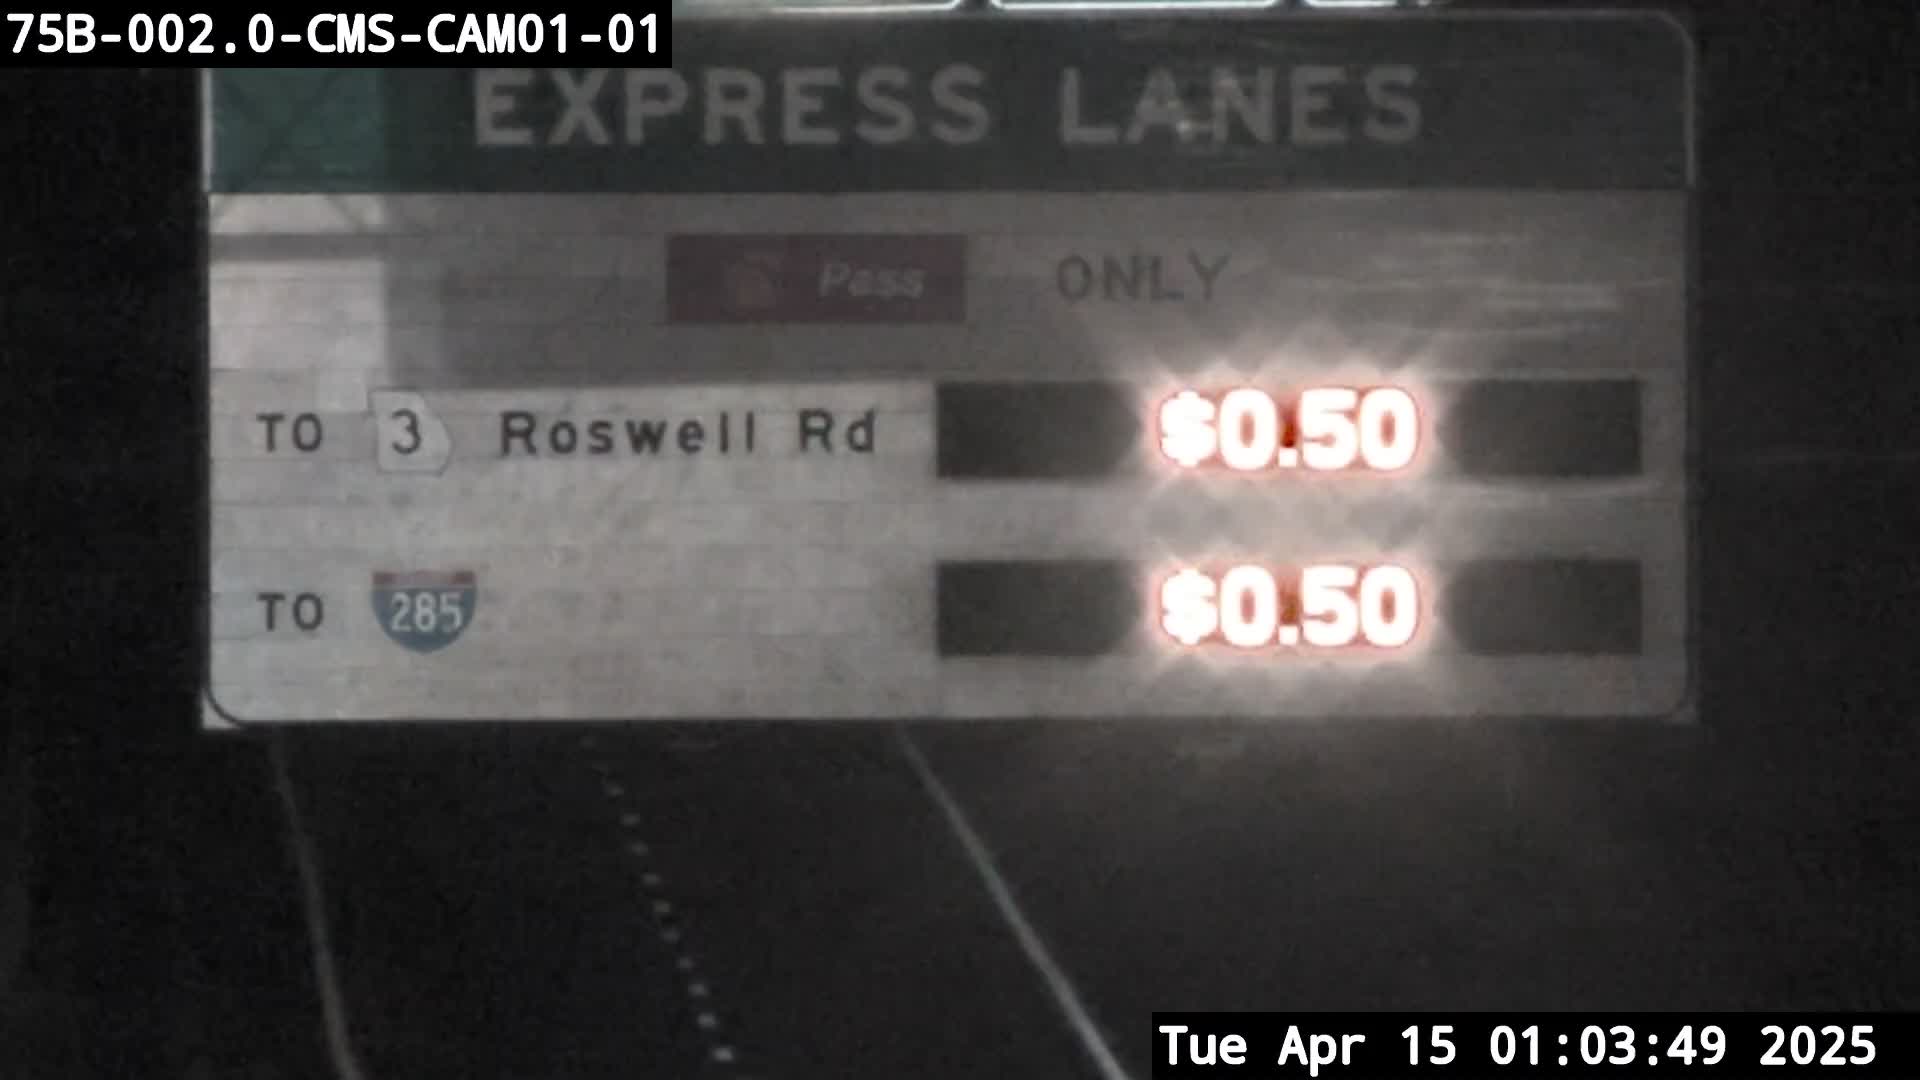 75B-002.0-CMS-CAM01-01
EXPRESS LANES
Pass ONLY
TO 3 Roswell Rd $0.50
TO 285 $0.50
Tue Apr 15 01:03:49 2025